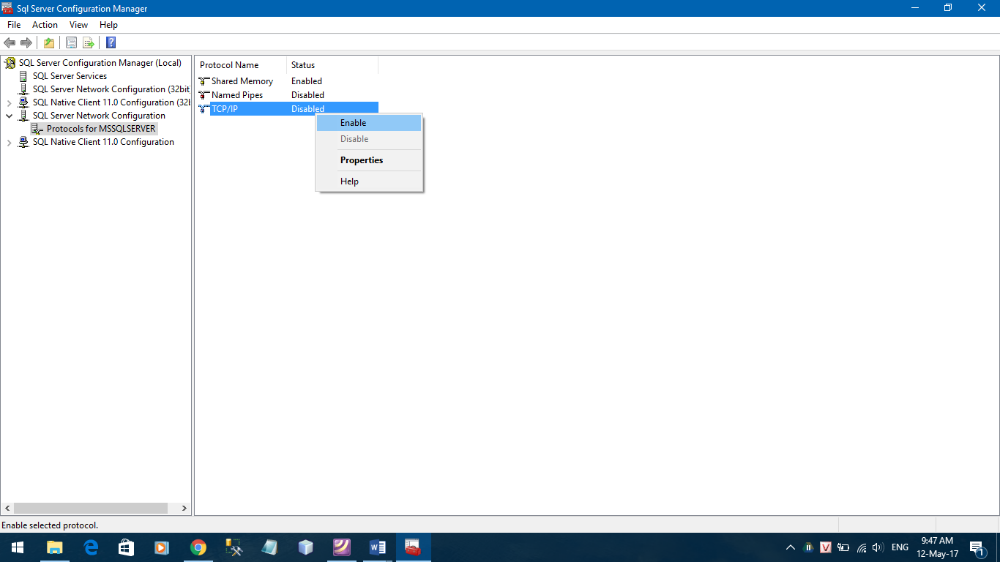 Sql Server Configuration Manager
File Action View Help
SQL Server Configuration Manager (Local)
SQL Server Services
SQL Server Network Configuration (32bit
SQL Native Client 11.0 Configuration (32b
SQL Server Network Configuration
Protocols for MSSQLSERVER
SQL Native Client 11.0 Configuration
Protocol Name Status
Shared Memory Enabled
Named Pipes Disabled
TCP/IP Disabled
Enable
Disable
Properties
Help
Enable selected protocol.
ENG
9:47 AM
12-May-17
1